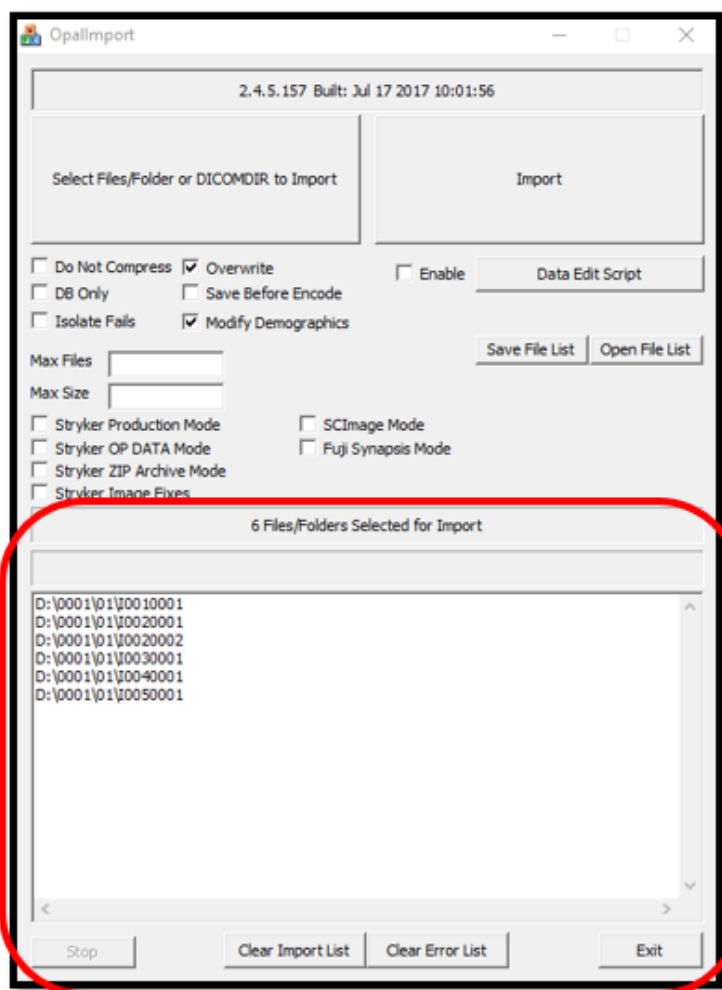 OpalImport
2.4.5.157 Built: Jul 17 2017 10:01:56
Select Files/Folder or DICOMDIR to Import
Import
Do Not Compress
Overwrite
Enable
Data Edit Script
DB Only
Save Before Encode
Isolate Fails
Modify Demographics
Save File List
Open File List
Max Files
Max Size
Stryker Production Mode
SCImage Mode
Stryker OP DATA Mode
Fuji Synapsis Mode
Stryker ZIP Archive Mode
Stryker Image Fixes
6 Files/Folders Selected for Import
D:\0001\01\I0010001
D:\0001\01\I0020001
D:\0001\01\I0020002
D:\0001\01\I0030001
D:\0001\01\I0040001
D:\0001\01\I0050001
Stop
Clear Import List
Clear Error List
Exit